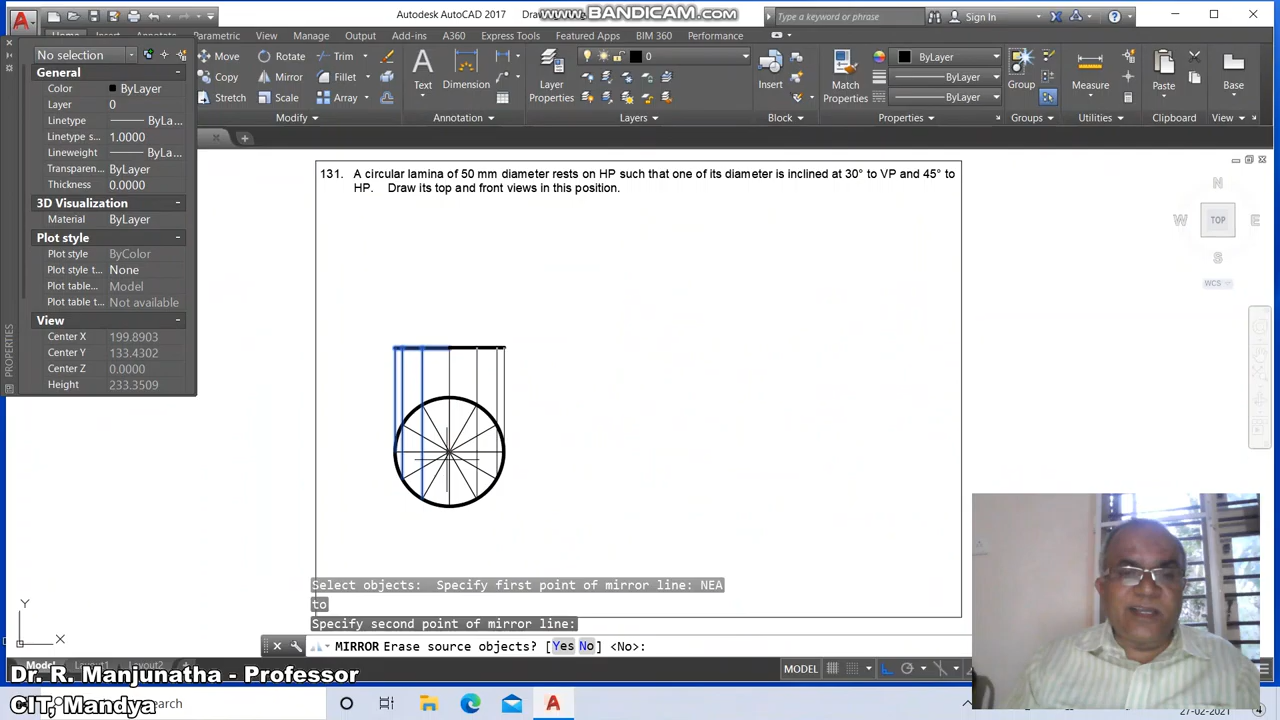 Autodesk AutoCAD 2017
www.BANDICAM.com
Type a keyword or phrase
Sign In
Parametric View Manage Output Add-ins A360 Express Tools Featured Apps BIM 360 Performance
Move Rotate Trim
Copy Mirror Fillet
Stretch Scale Array
Modify
Text
Dimension
Annotation
Layer Properties
0
Layers
Insert
Block
Match Properties
ByLayer
ByLayer
ByLayer
Properties
Group
Groups
Measure
Utilities
Paste
Clipboard
Base
View
No selection
General
Color ByLayer
Layer 0
Linetype ByLa...
Linetype s... 1.0000
Lineweight ByLa...
Transparen... ByLayer
Thickness 0.0000
3D Visualization
Material ByLayer
Plot style
Plot style ByColor
Plot style t... None
Plot table... Model
Plot table t... Not available
View
Center X 199.8903
Center Y 133.4302
Center Z 0.0000
Height 233.3509
PROPERTIES
131. A circular lamina of 50 mm diameter rests on HP such that one of its diameter is inclined at 30° to VP and 45° to
HP. Draw its top and front views in this position.
N
W TOP E
S
WCS
Select objects: Specify first point of mirror line: NEA
to
Specify second point of mirror line:
MIRROR Erase source objects? [Yes No] <No>:
Y
X
Model Layout1 Layout2
MODEL
Dr. R. Manjunatha - Professor
CIT, Mandya
search
27-02-2021